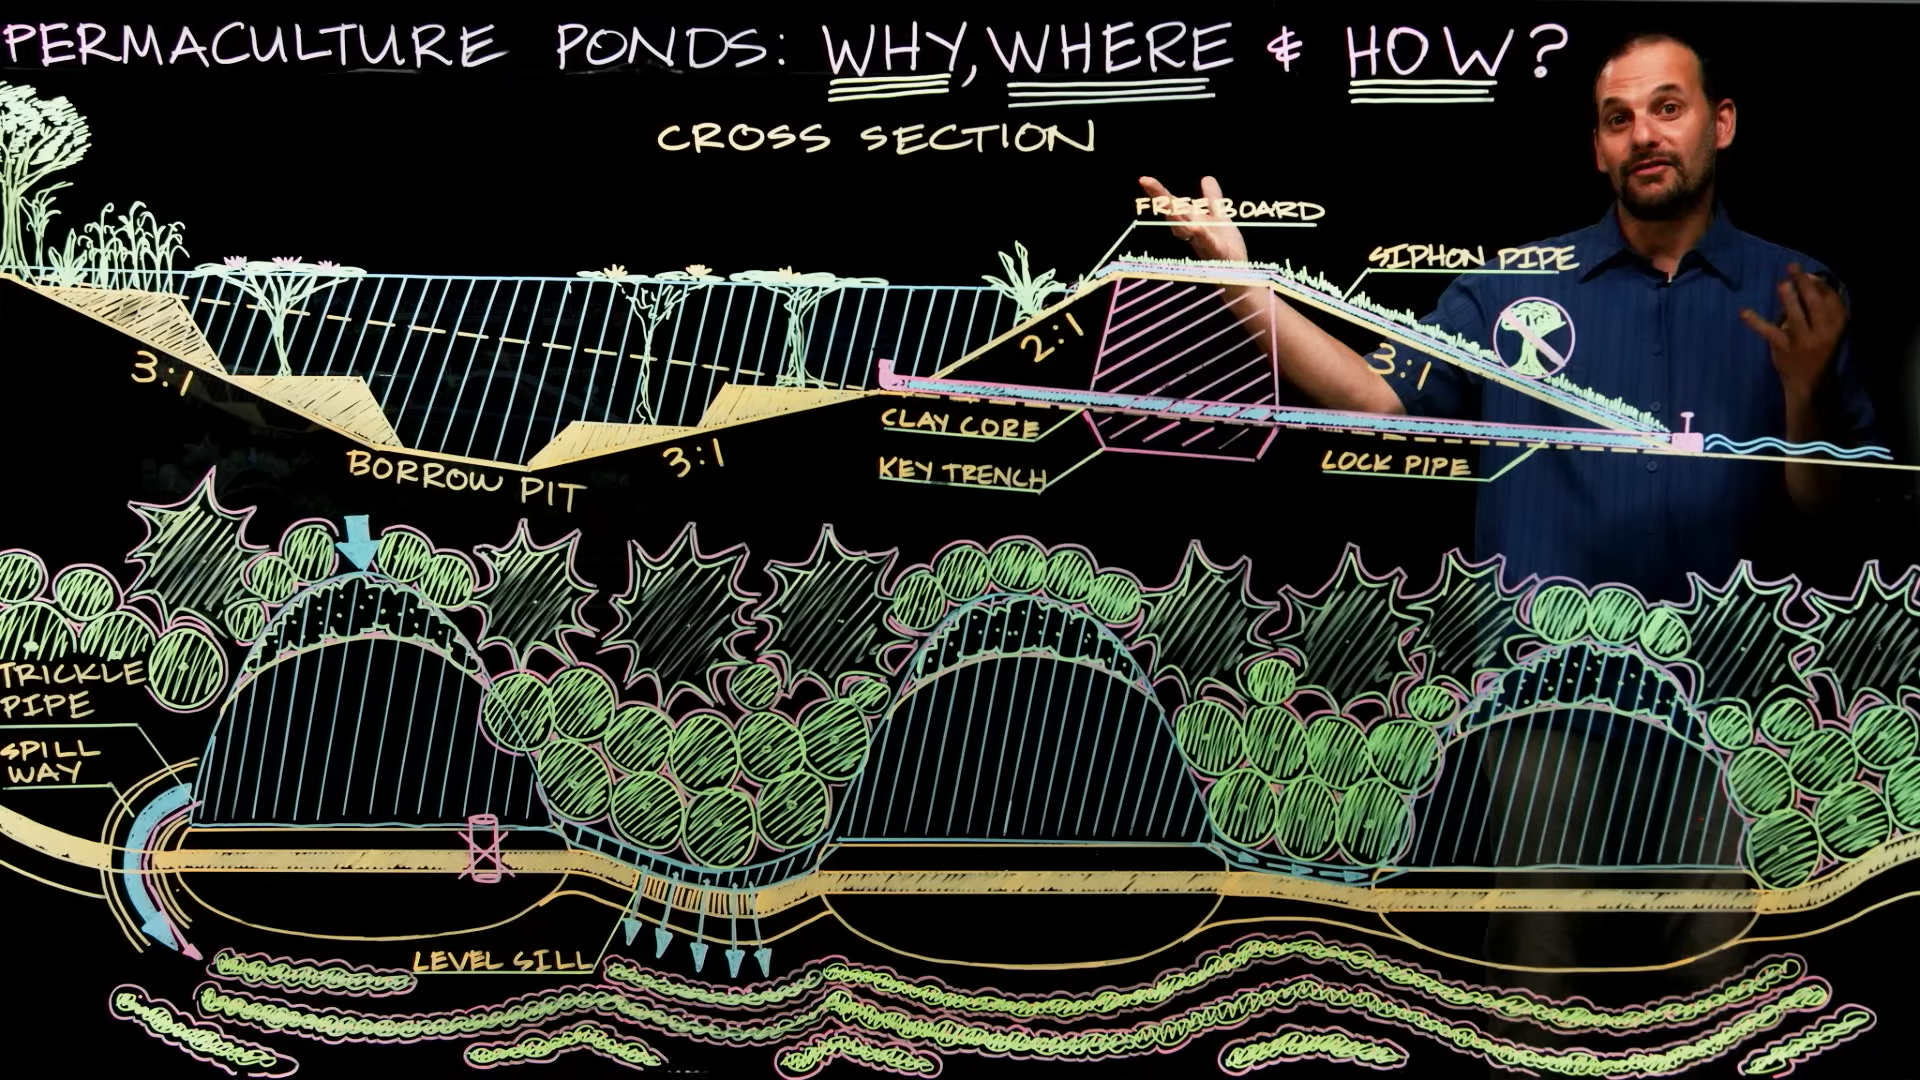 PERMACULTURE PONDS: WHY, WHERE & HOW?
CROSS SECTION
FREEBOARD
SIPHON PIPE
2:1
3:1
3:1
CLAY CORE
KEY TRENCH
LOCK PIPE
3:1
BORROW PIT
TRICKLE
PIPE
SPILL
WAY
LEVEL SILL